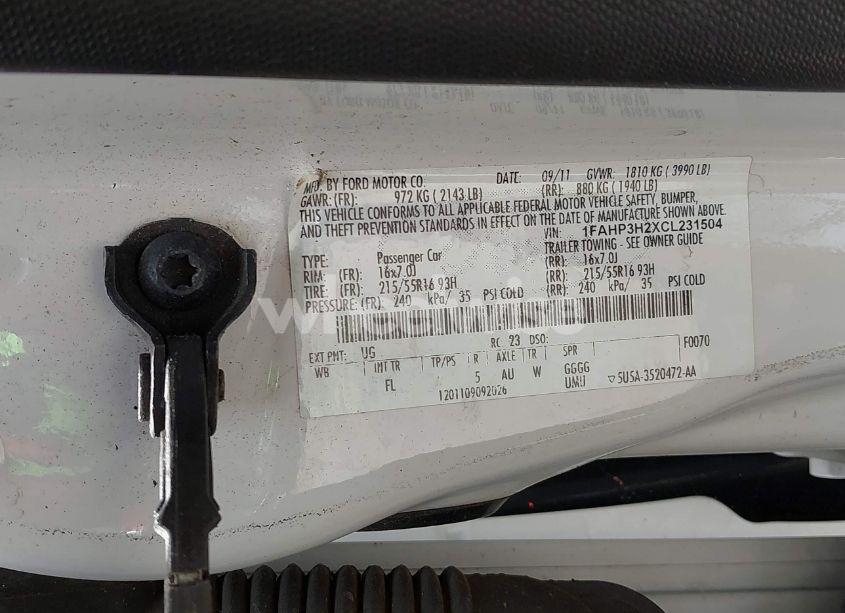 MFD. BY FORD MOTOR CO. DATE: 09/11 GVWR: 1810 KG ( 3990 LB)
GAWR: (FR): 972 KG ( 2143 LB) (RR): 880 KG ( 1940 LB)
THIS VEHICLE CONFORMS TO ALL APPLICABLE FEDERAL MOTOR VEHICLE SAFETY, BUMPER,
AND THEFT PREVENTION STANDARDS IN EFFECT ON THE DATE OF MANUFACTURE SHOWN ABOVE.
VIN: 1FAHP3H2XCL231504
TYPE: Passenger Car TRAILER TOWING - SEE OWNER GUIDE
RIM: (FR): 16x7.0J (RR): 16x7.0J
TIRE: (FR): 215/55R16 93H (RR): 215/55R16 93H
PRESSURE: (FR): 240 kPa/ 35 PSI COLD (RR): 240 kPa/ 35 PSI COLD
EXT PNT: UG RC: 23 DSO: F0070
WB INT TR TP/PS R AXLE TR SPR
FL 5 AU W GGGG
UMU 5U5A-3520472-AA
1201109092026